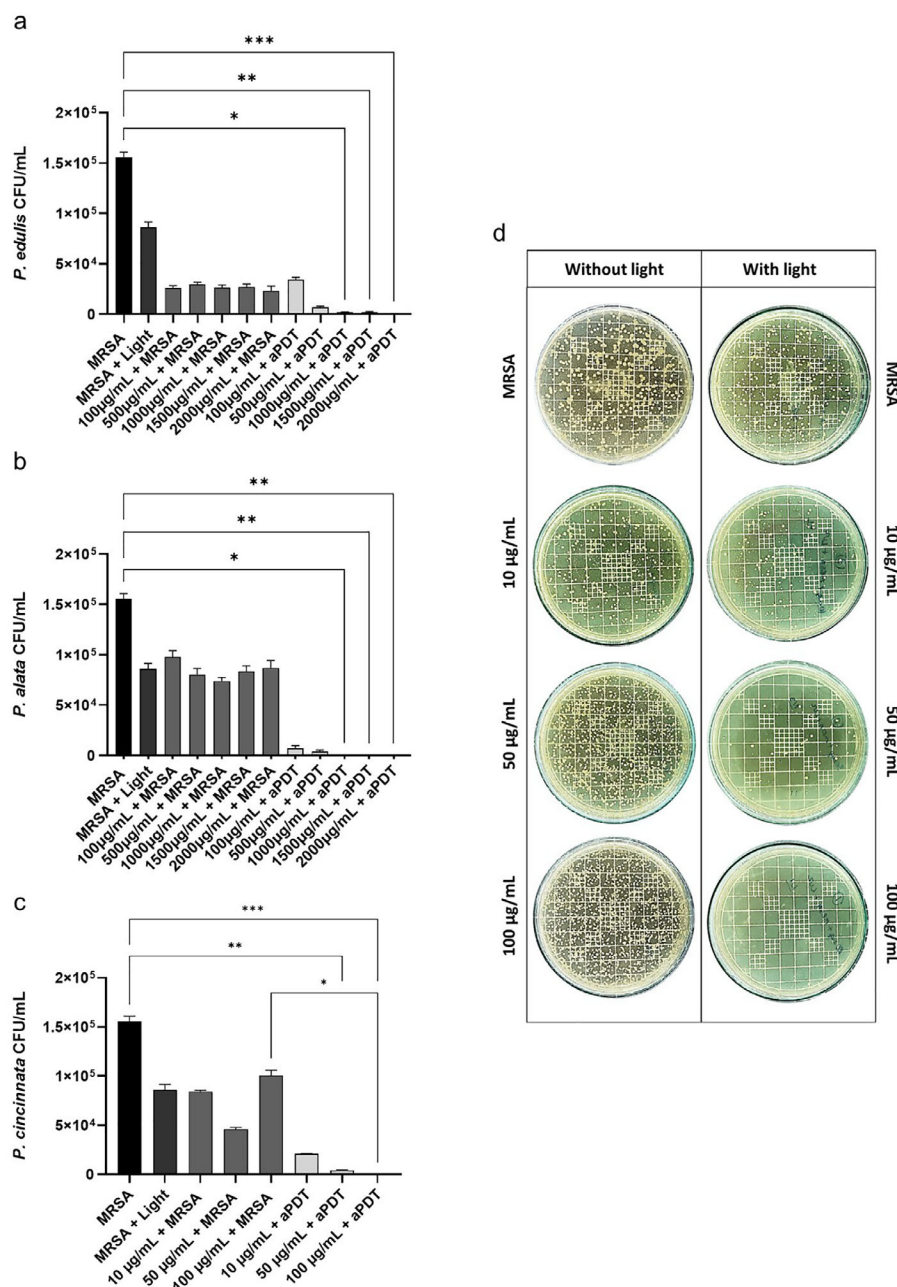 a
***
**
*
2×10⁵
1.5×10⁵
1×10⁵
5×10⁴
0
P. edulis CFU/mL
MRSA
MRSA + Light
100µg/mL + MRSA
500µg/mL + MRSA
1000µg/mL + MRSA
1500µg/mL + MRSA
2000µg/mL + MRSA
100µg/mL + aPDT
500µg/mL + aPDT
1000µg/mL + aPDT
1500µg/mL + aPDT
2000µg/mL + aPDT
b
**
**
*
2×10⁵
1.5×10⁵
1×10⁵
5×10⁴
0
P. alata CFU/mL
MRSA
MRSA + Light
100µg/mL + MRSA
500µg/mL + MRSA
1000µg/mL + MRSA
1500µg/mL + MRSA
2000µg/mL + MRSA
100µg/mL + aPDT
500µg/mL + aPDT
1000µg/mL + aPDT
1500µg/mL + aPDT
2000µg/mL + aPDT
c
***
**
*
2×10⁵
1.5×10⁵
1×10⁵
5×10⁴
0
P. cincinnata CFU/mL
MRSA
MRSA + Light
10 µg/mL + MRSA
50 µg/mL + MRSA
100 µg/mL + MRSA
10 µg/mL + aPDT
50 µg/mL + aPDT
100 µg/mL + aPDT
d
Without light
With light
MRSA
MRSA
10 µg/mL
10 µg/mL
50 µg/mL
50 µg/mL
100 µg/mL
100 µg/mL